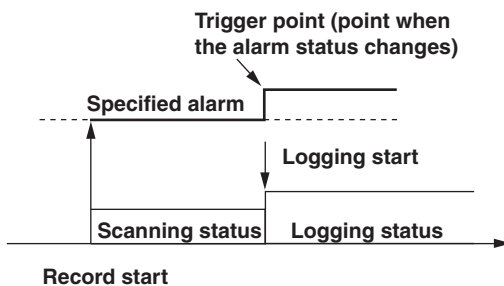 Trigger point (point when
the alarm status changes)
Specified alarm
Logging start
Scanning status
Logging status
Record start